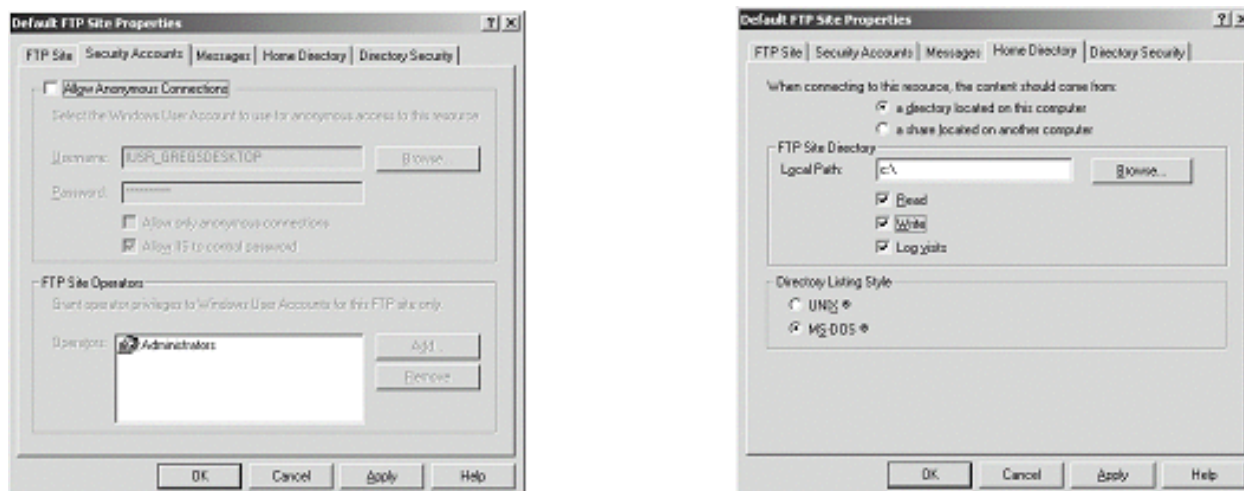 Default FTP Site Properties
FTP Site
Security Accounts
Messages
Home Directory
Directory Security
Allow Anonymous Connections
Select the Windows User Account to use for anonymous access to this resource
Username:
IUSR_GREGSDESKTOP
Browse...
Password:
**********
Allow only anonymous connections
Allow IIS to control password
FTP Site Operators
Grant operator privileges to Windows User Accounts for this FTP site only.
Operators:
Administrators
Add...
Remove
OK
Cancel
Apply
Help
Default FTP Site Properties
FTP Site
Security Accounts
Messages
Home Directory
Directory Security
When connecting to this resource, the content should come from:
a directory located on this computer
a share located on another computer
FTP Site Directory
Local Path:
c:\
Browse...
Read
Write
Log visits
Directory Listing Style
UNIX ®
MS-DOS ®
OK
Cancel
Apply
Help